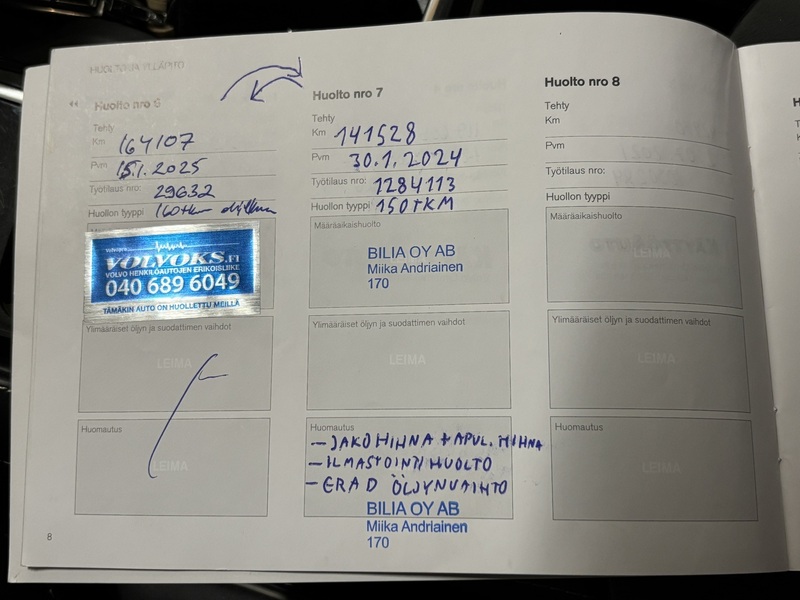 HUOLTO JA YLLÄPITO
Huolto nro 6
Tehty
Km 164107
Pvm 15.1.2025
Työtilaus nro: 29632
Huollon tyyppi 160tkm
volvopro
VOLVOKS.FI
VOLVO HENKILÖAUTOJEN ERIKOISLIIKE
040 689 6049
TÄMÄKIN AUTO ON HUOLLETTU MEILLÄ
Ylimääräiset öljyn ja suodattimen vaihdot
LEIMA
Huomautus
LEIMA
8
Huolto nro 7
Tehty
Km 141528
Pvm 30.1.2024
Työtilaus nro: 1284113
Huollon tyyppi 150TKM
Määräaikaishuolto
BILIA OY AB
Miika Andriainen
170
Ylimääräiset öljyn ja suodattimen vaihdot
LEIMA
Huomautus
- JAKOHIHNA + APUL. HIHNA
- ILMASTOINTI HUOLTO
- ERAD ÖLJYNVAIHTO
BILIA OY AB
Miika Andriainen
170
Huolto nro 8
Tehty
Km
Pvm
Työtilaus nro:
Huollon tyyppi
Määräaikaishuolto
LEIMA
Ylimääräiset öljyn ja suodattimen vaihdot
LEIMA
Huomautus
LEIMA